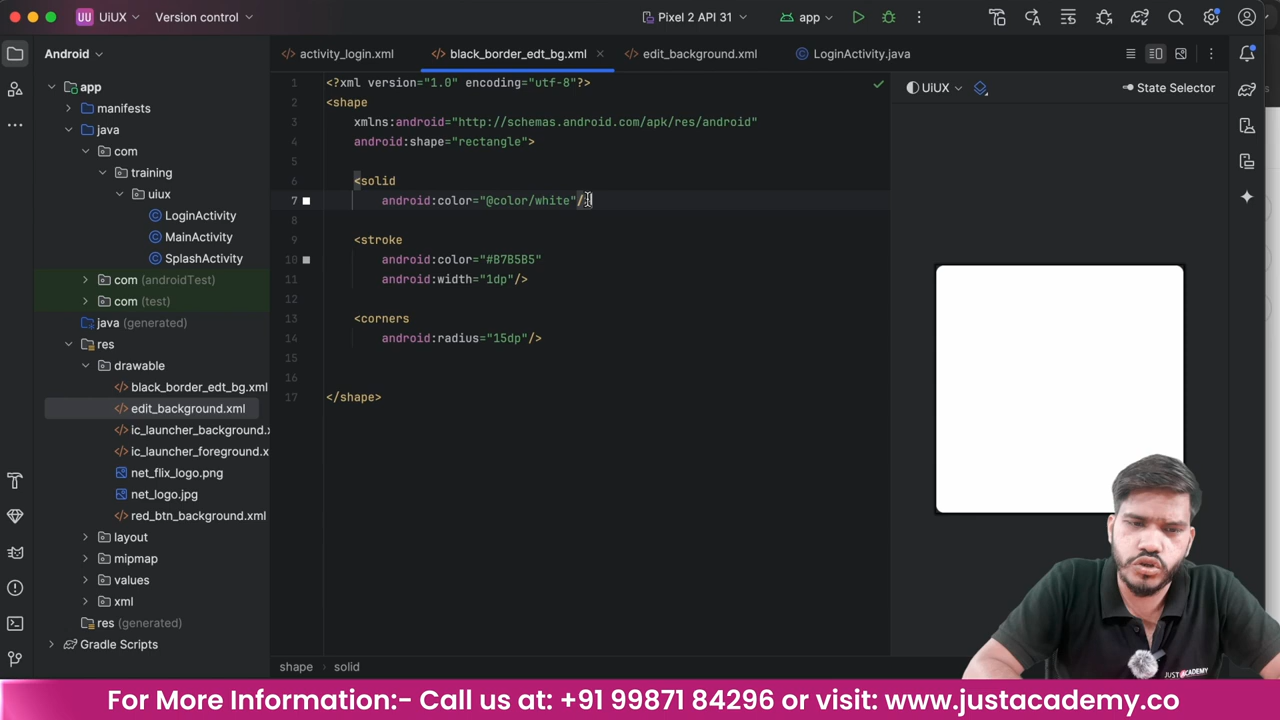 UU UiUX Version control Pixel 2 API 31 app
Android
activity_login.xml black_border_edt_bg.xml edit_background.xml LoginActivity.java
app
manifests
java
com
training
uiux
LoginActivity
MainActivity
SplashActivity
com (androidTest)
com (test)
java (generated)
res
drawable
black_border_edt_bg.xml
edit_background.xml
ic_launcher_background.x
ic_launcher_foreground.x
net_flix_logo.png
net_logo.jpg
red_btn_background.xml
layout
mipmap
values
xml
res (generated)
Gradle Scripts
1 <?xml version="1.0" encoding="utf-8"?>
2 <shape
3 xmlns:android="http://schemas.android.com/apk/res/android"
4 android:shape="rectangle">
5
6 <solid
7 android:color="@color/white"/>
8
9 <stroke
10 android:color="#B7B5B5"
11 android:width="1dp"/>
12
13 <corners
14 android:radius="15dp"/>
15
16
17 </shape>
shape solid
UiUX State Selector
JUSTACADEMY
For More Information:- Call us at: +91 99871 84296 or visit: www.justacademy.co